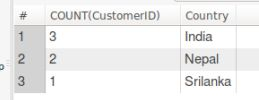 # COUNT(CustomerID) Country
1 3 India
2 2 Nepal
3 1 Srilanka